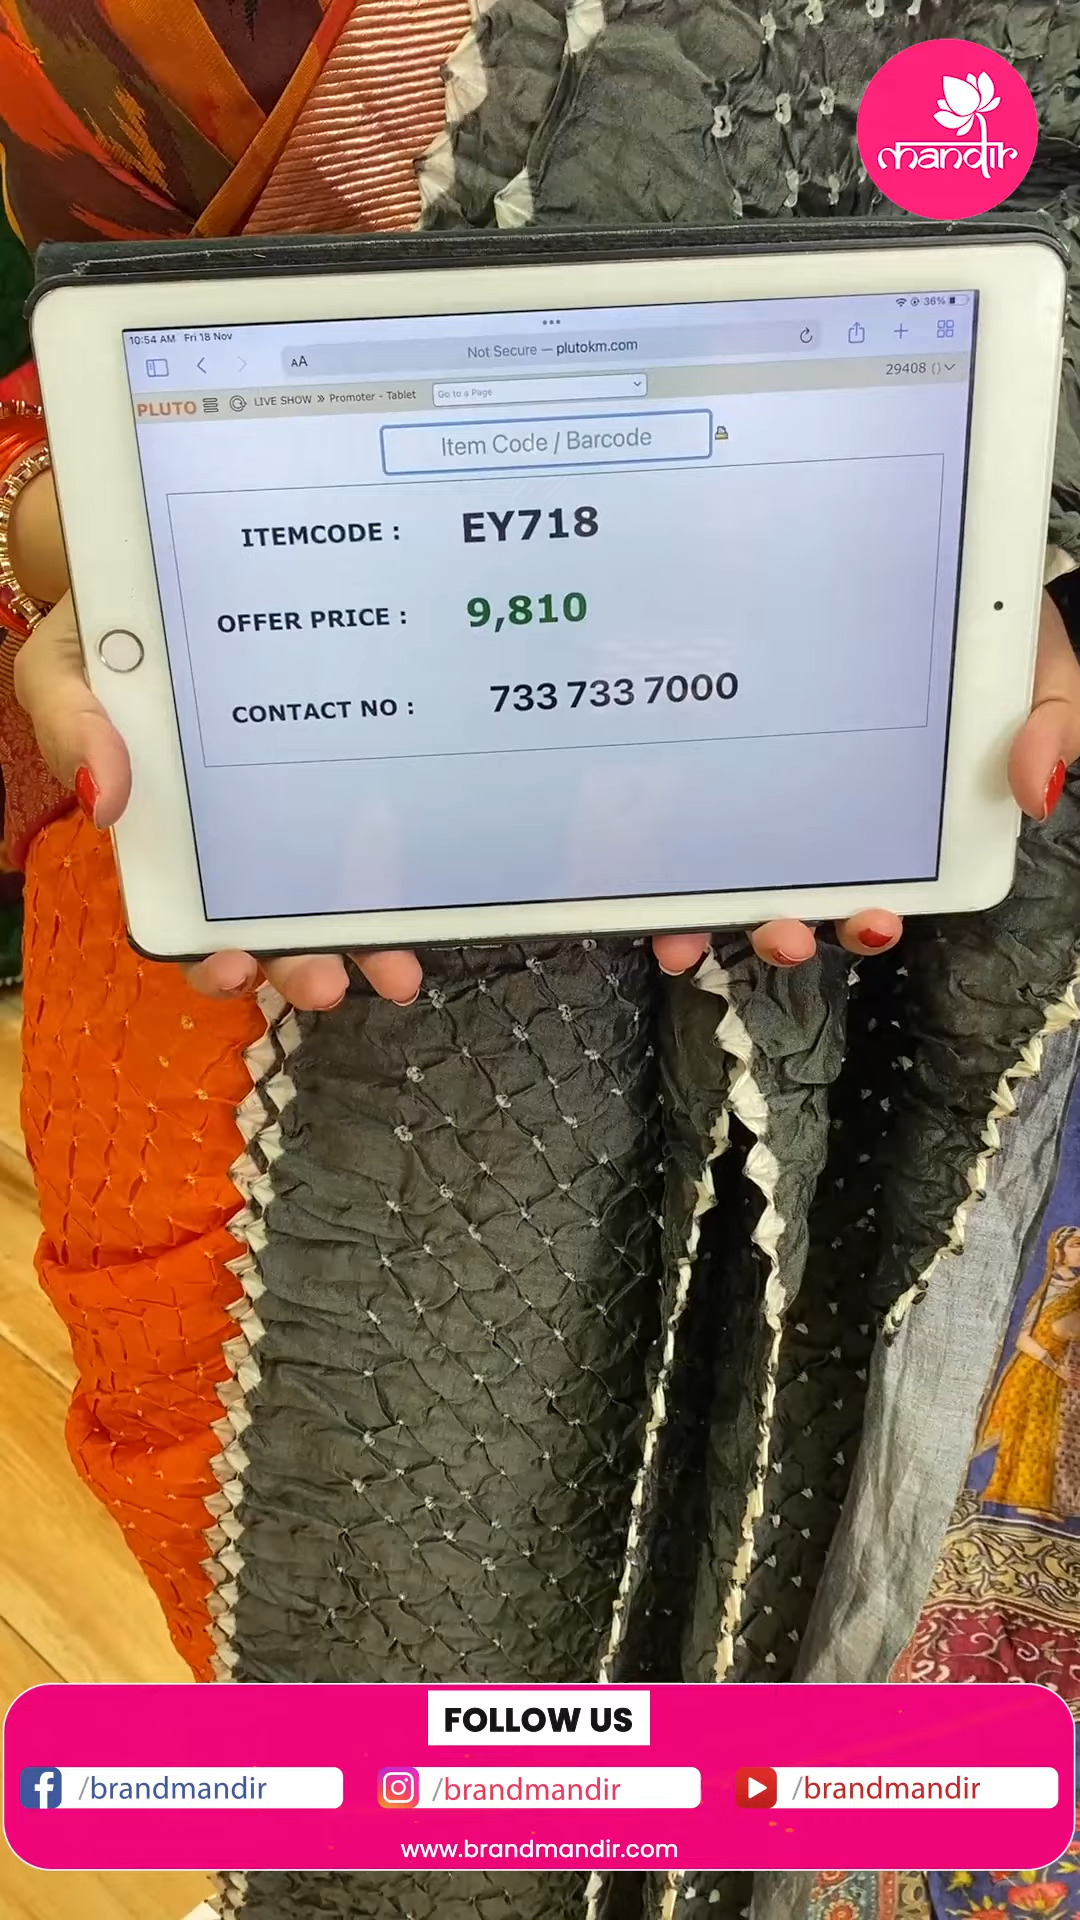 mandir
10:54 AM Fri 18 Nov
36%
AA
Not Secure — plutokm.com
PLUTO
LIVE SHOW » Promoter - Tablet
Go to a Page
29408 ()
Item Code / Barcode
ITEMCODE : EY718
OFFER PRICE : 9,810
CONTACT NO : 733 733 7000
FOLLOW US
/brandmandir
/brandmandir
/brandmandir
www.brandmandir.com